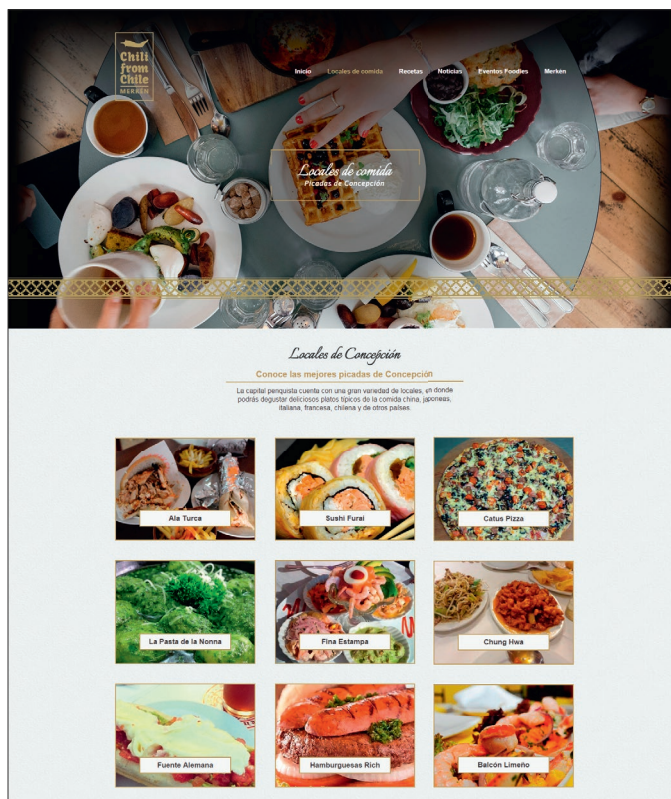 Chili
from
Chile
MERKÉN
Inicio Locales de comida Recetas Noticias Eventos Foodies Merkén
Locales de comida
Picadas de Concepción
Locales de Concepción
Conoce las mejores picadas de Concepción
La capital penquista cuenta con una gran variedad de locales, en donde
podrás degustar deliciosos platos típicos de la comida china, japonesas,
italiana, francesa, chilena y de otros países.
Ala Turca Sushi Furai Catus Pizza
La Pasta de la Nonna Fina Estampa Chung Hwa
Fuente Alemana Hamburguesas Rich Balcón Limeño